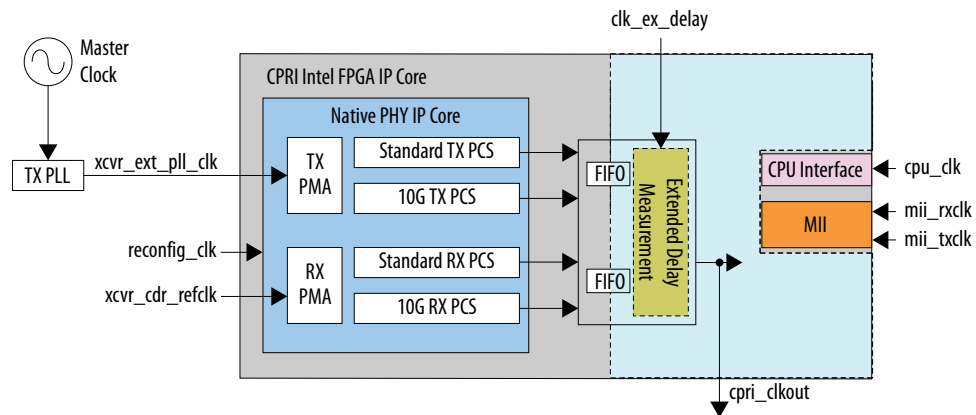 clk_ex_delay
Master
Clock
CPRI Intel FPGA IP Core
Native PHY IP Core
TX PLL
xcvr_ext_pll_clk
TX
PMA
Standard TX PCS
10G TX PCS
FIFO
Extended Delay
Measurement
CPU Interface
cpu_clk
MII
mii_rxclk
mii_txclk
reconfig_clk
xcvr_cdr_refclk
RX
PMA
Standard RX PCS
10G RX PCS
FIFO
cpri_clkout